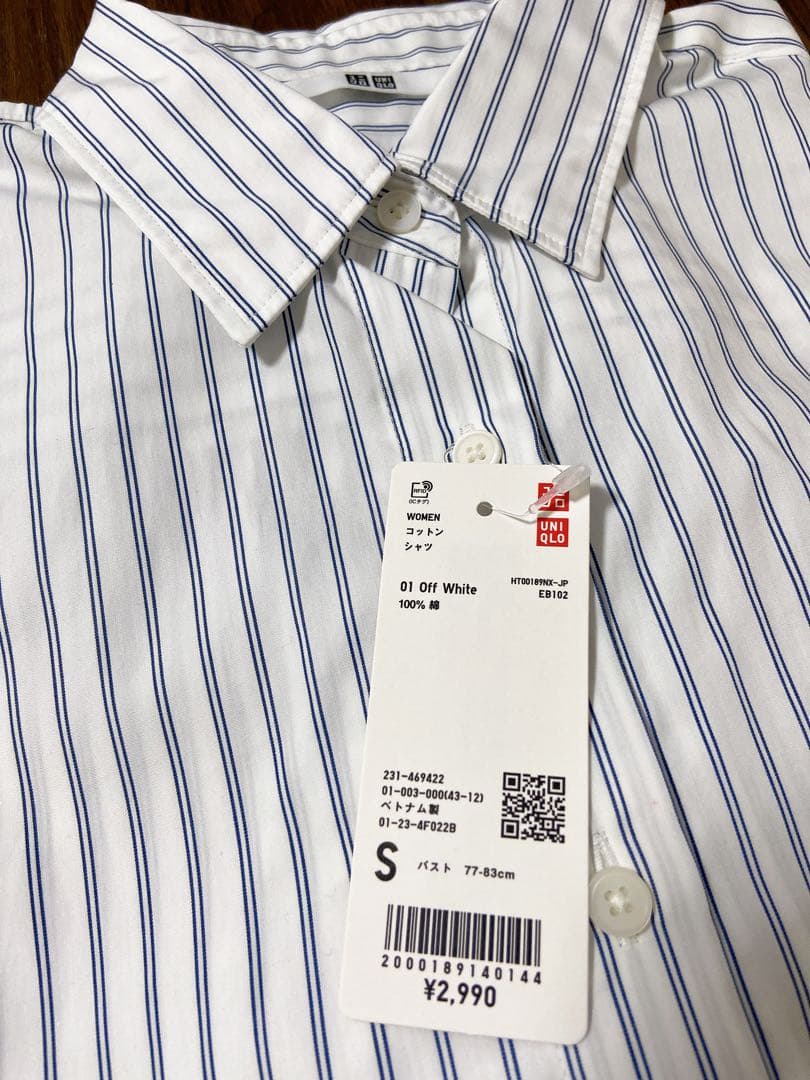 UNI
QLO
RFID
(ICタグ)
WOMEN
コットン
シャツ
UNI
QLO
01 Off White
100% 綿
HT00189NX-JP
EB102
231-469422
01-003-000(43-12)
ベトナム製
01-23-4F022B
S バスト 77-83cm
2000189140144
¥2,990